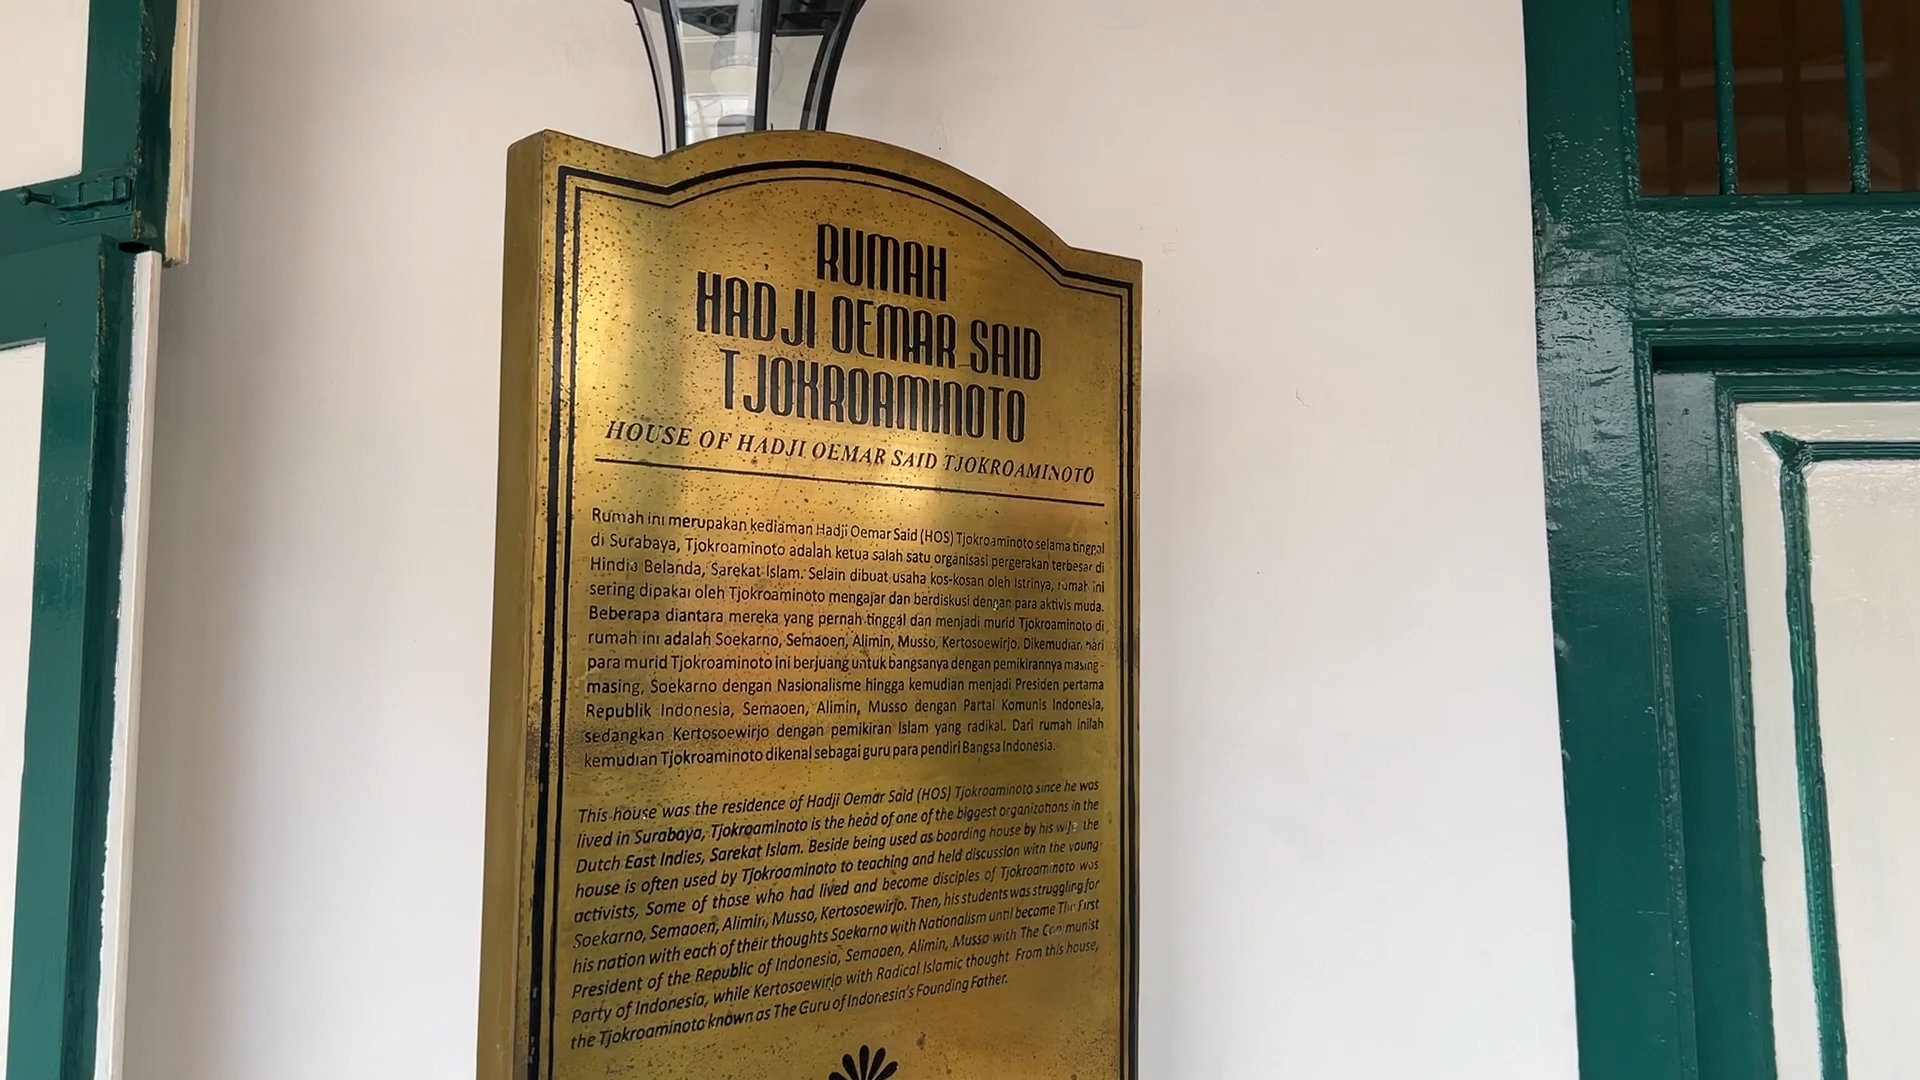 RUMAH
HADJI OEMAR SAID
TJOKROAMINOTO
HOUSE OF HADJI OEMAR SAID TJOKROAMINOTO
Rumah ini merupakan kediaman Hadji Oemar Said (HOS) Tjokroaminoto selama tinggal
di Surabaya, Tjokroaminoto adalah ketua salah satu organisasi pergerakan terbesar di
Hindia Belanda, Sarekat Islam. Selain dibuat usaha kos-kosan oleh Istrinya, rumah ini
sering dipakai oleh Tjokroaminoto mengajar dan berdiskusi dengan para aktivis muda.
Beberapa diantara mereka yang pernah tinggal dan menjadi murid Tjokroaminoto di
rumah ini adalah Soekarno, Semaoen, Alimin, Musso, Kertosoewirjo. Dikemudian hari
para murid Tjokroaminoto ini berjuang untuk bangsanya dengan pemikirannya masing-
masing, Soekarno dengan Nasionalisme hingga kemudian menjadi Presiden pertama
Republik Indonesia, Semaoen, Alimin, Musso dengan Partai Komunis Indonesia,
sedangkan Kertosoewirjo dengan pemikiran Islam yang radikal. Dari rumah inilah
kemudian Tjokroaminoto dikenal sebagai guru para pendiri Bangsa Indonesia.
This house was the residence of Hadji Oemar Said (HOS) Tjokroaminoto since he was
lived in Surabaya, Tjokroaminoto is the head of one of the biggest organizations in the
Dutch East Indies, Sarekat Islam. Beside being used as boarding house by his wife the
house is often used by Tjokroaminoto to teaching and held discussion with the young
activists, Some of those who had lived and become disciples of Tjokroaminoto was
Soekarno, Semaoen, Alimin, Musso, Kertosoewirjo. Then, his students was struggling for
his nation with each of their thoughts Soekarno with Nationalism until became The First
President of the Republic of Indonesia, Semaoen, Alimin, Musso with The Communist
Party of Indonesia, while Kertosoewirjo with Radical Islamic thought. From this house,
the Tjokroaminoto known as The Guru of Indonesia's Founding Father.